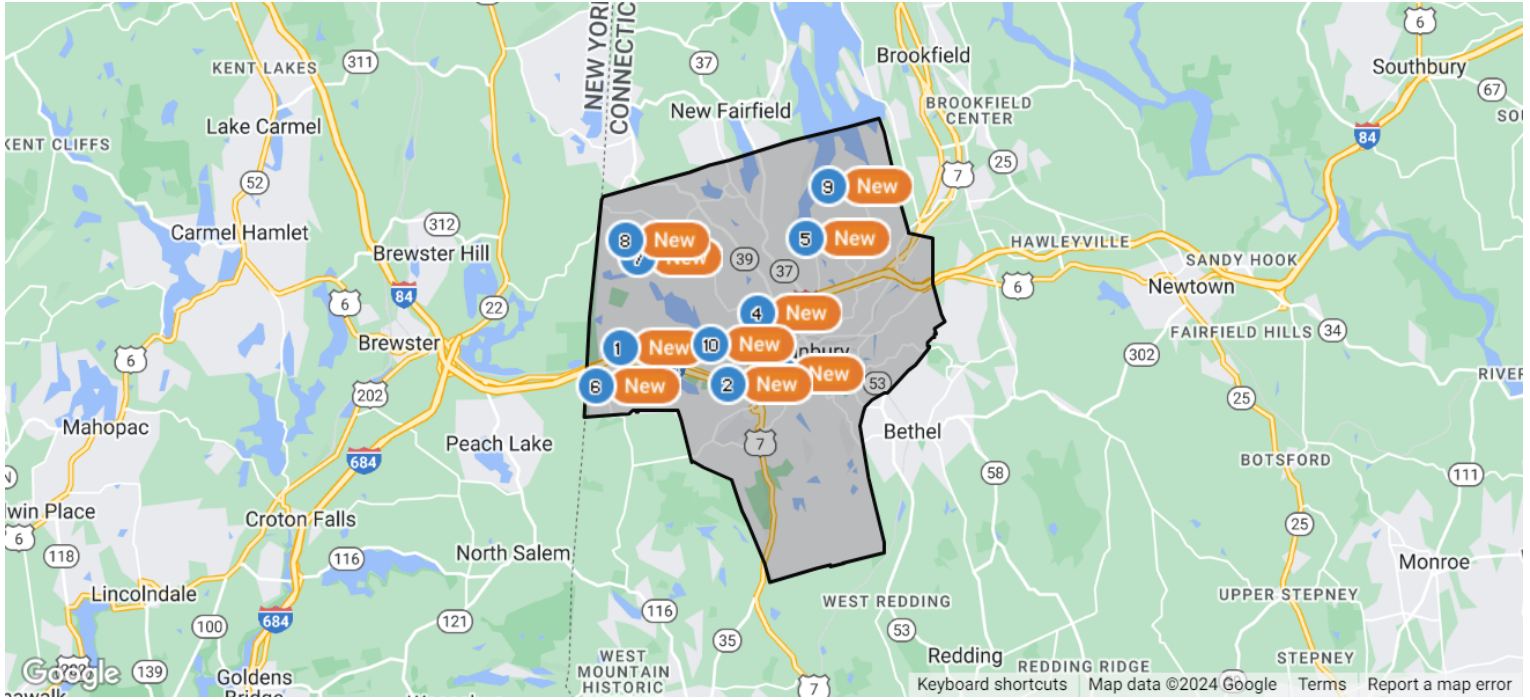 6
Southbury
67
SOU
84
NEW YORK
CONNECTICUT
37
Brookfield
BROOKFIELD
CENTER
25
7
KENT LAKES
311
New Fairfield
Lake Carmel
KENT CLIFFS
52
9 New
Carmel Hamlet
312
Brewster Hill
8 New
7 New
39
37
5 New
HAWLEYVILLE
SANDY HOOK
6
Newtown
84
6
22
4 New
FAIRFIELD HILLS
34
Brewster
1 New
10 New
nbury
302
6
6 New
2 New
New
53
RIVER
202
25
Mahopac
Peach Lake
7
Bethel
684
58
BOTSFORD
111
N
win Place
Croton Falls
25
6
118
116
North Salem
Monroe
Lincolndale
WEST REDDING
UPPER STEPNEY
684
100
121
116
53
35
139
WEST
MOUNTAIN
HISTORIC
Redding
REDDING RIDGE
STEPNEY
Goldens
Bridge
7
Google
Keyboard shortcuts
Map data ©2024 Google
Terms
Report a map error